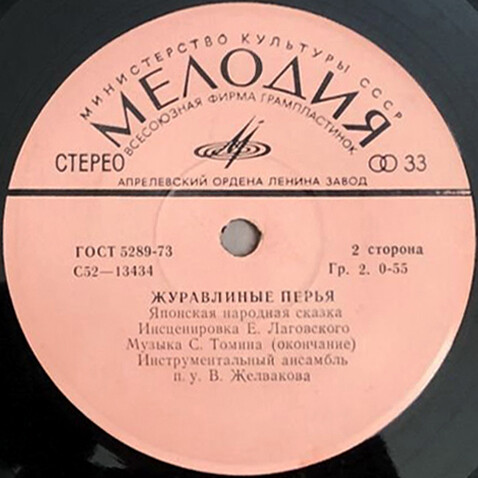 МИНИСТЕРСТВО КУЛЬТУРЫ СССР
МЕЛОДИЯ
ВСЕСОЮЗНАЯ ФИРМА ГРАМПЛАСТИНОК
СТЕРЕО 33
АПРЕЛЕВСКИЙ ОРДЕНА ЛЕНИНА ЗАВОД
ГОСТ 5289-73 2 сторона
С52—13434 Гр. 2. 0-55
ЖУРАВЛИНЫЕ ПЕРЬЯ
Японская народная сказка
Инсценировка Е. Лаговского
Музыка С. Томина (окончание)
Инструментальный ансамбль
п. у. В. Желвакова